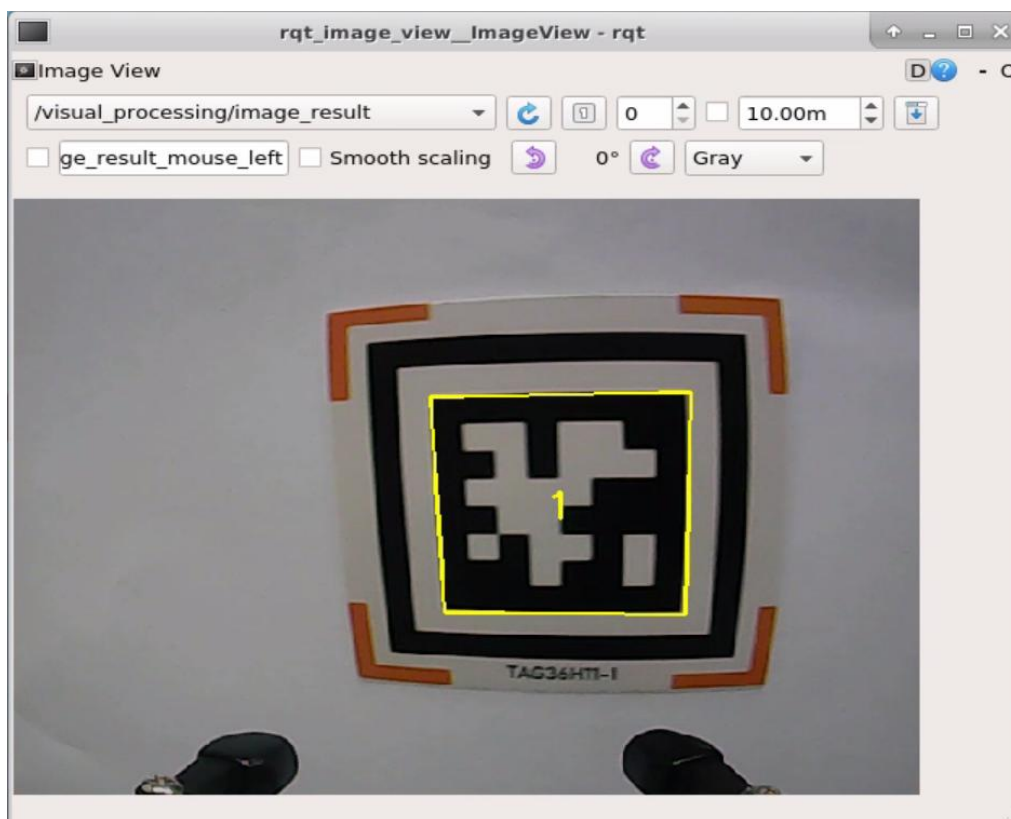 rqt_image_view__ImageView - rqt
Image View D ? - C
/visual_processing/image_result 0 10.00m
ge_result_mouse_left Smooth scaling 0° Gray
1
TAG36H11-1